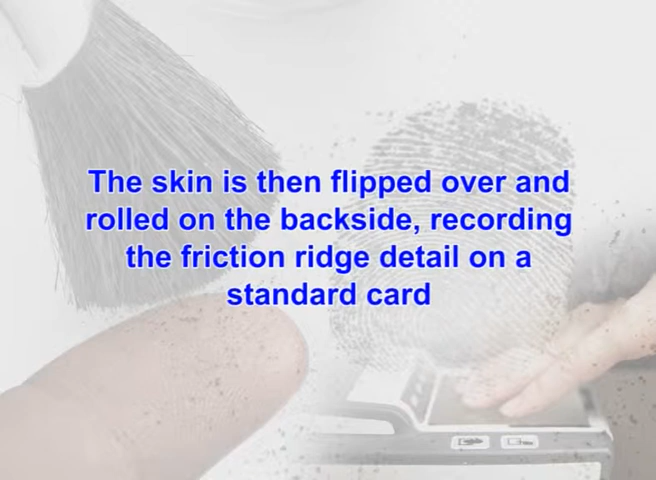 The skin is then flipped over and
rolled on the backside, recording
the friction ridge detail on a
standard card